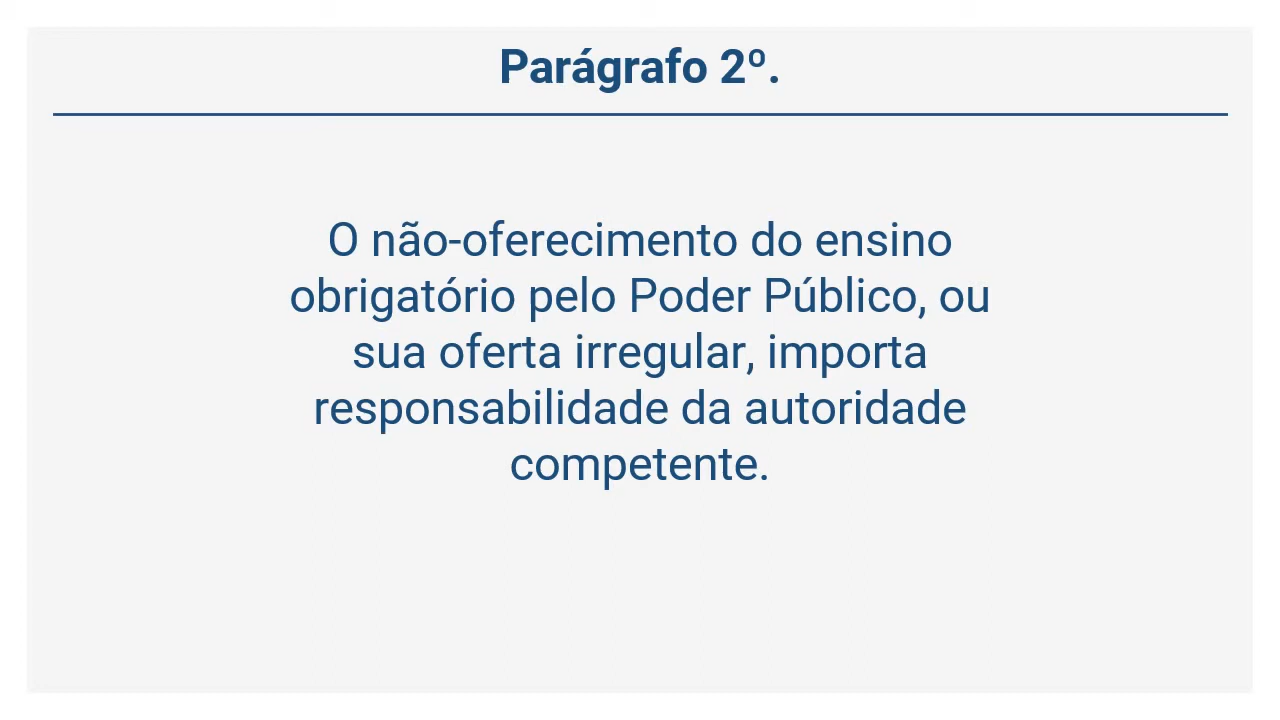 Parágrafo 2º.
O não-oferecimento do ensino
obrigatório pelo Poder Público, ou
sua oferta irregular, importa
responsabilidade da autoridade
competente.